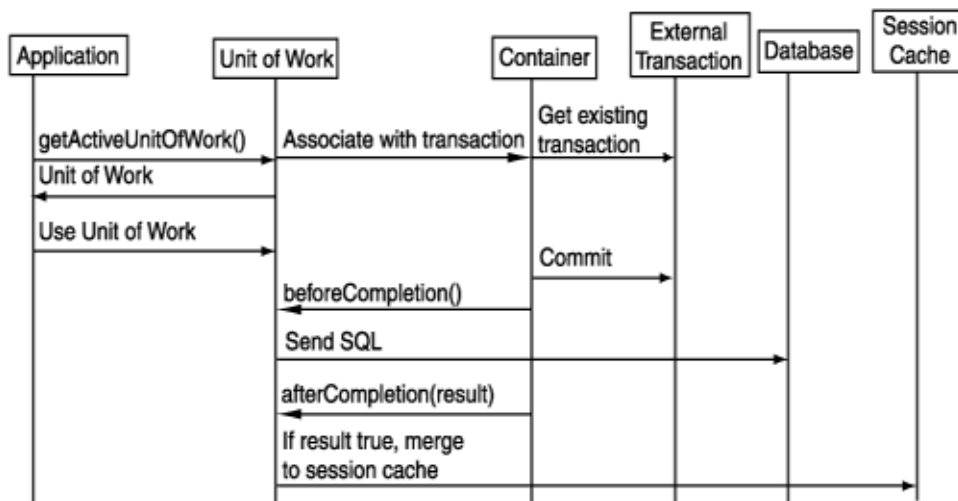 Application
Unit of Work
Container
External
Transaction
Database
Session
Cache
getActiveUnitOfWork()
Associate with transaction
Get existing
transaction
Unit of Work
Use Unit of Work
Commit
beforeCompletion()
Send SQL
afterCompletion(result)
If result true, merge
to session cache